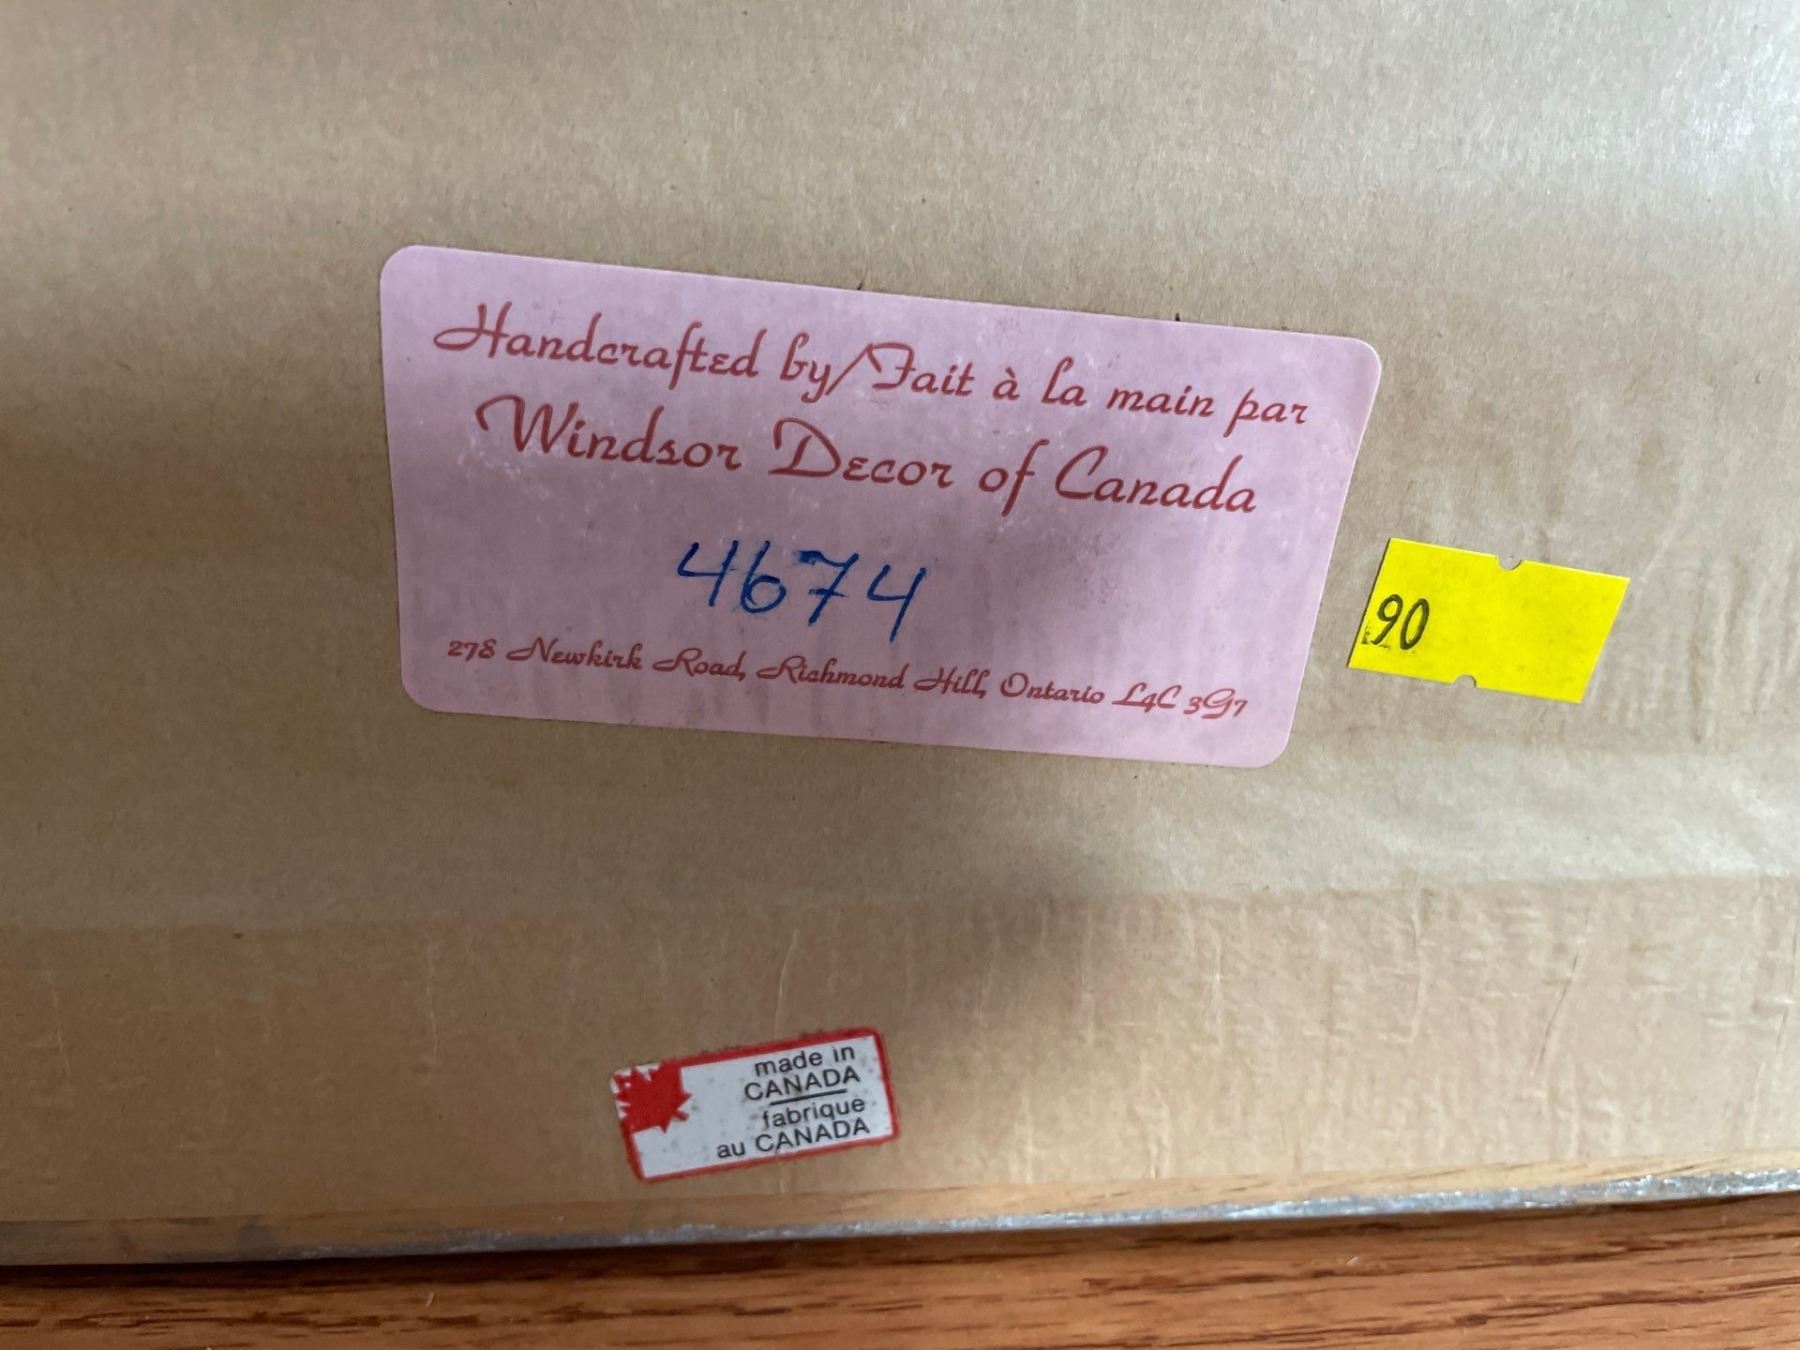 Handcrafted by/Fait à la main par
Windsor Decor of Canada
4674
278 Newkirk Road, Richmond Hill, Ontario L4C 3G7
90
made in
CANADA
fabrique
au CANADA